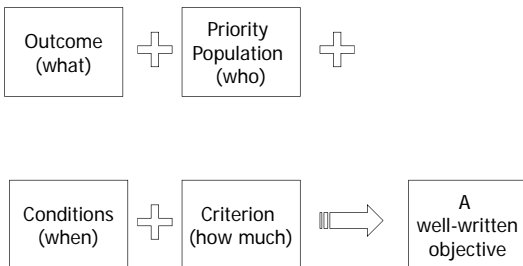 Outcome
(what)
Priority
Population
(who)
Conditions
(when)
Criterion
(how much)
A
well-written
objective